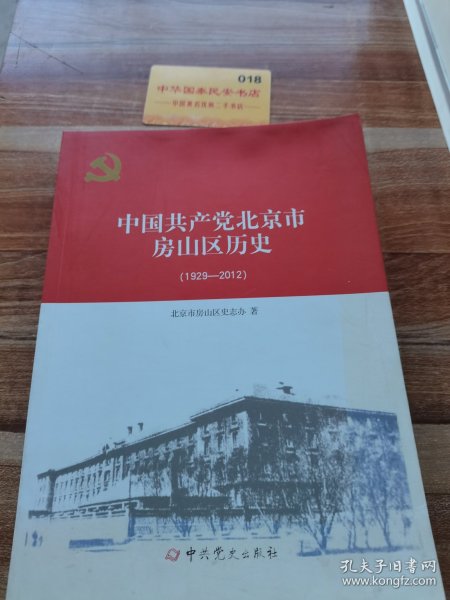 018
中华国泰民安书店
中国最名优秀二手书店
中国共产党北京市
房山区历史
（1929—2012）
北京市房山区史志办 著
中共党史出版社
孔夫子旧书网
www.kongfz.com